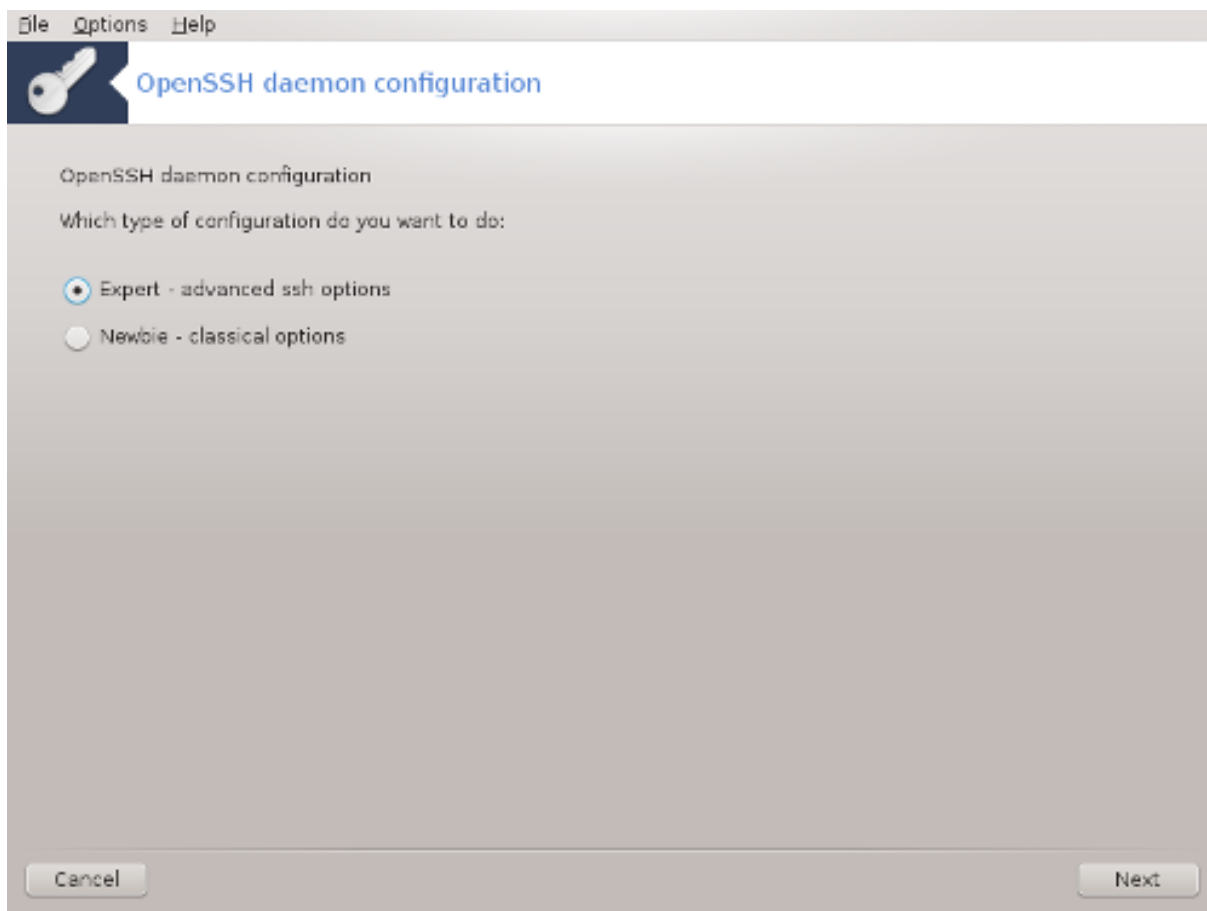 File Options Help
OpenSSH daemon configuration
OpenSSH daemon configuration
Which type of configuration do you want to do:
Expert - advanced ssh options
Newbie - classical options
Cancel Next